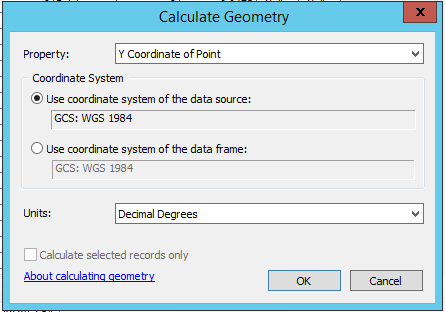 Calculate Geometry
x
Property: Y Coordinate of Point
Coordinate System
Use coordinate system of the data source:
GCS: WGS 1984
Use coordinate system of the data frame:
GCS: WGS 1984
Units: Decimal Degrees
Calculate selected records only
About calculating geometry OK Cancel